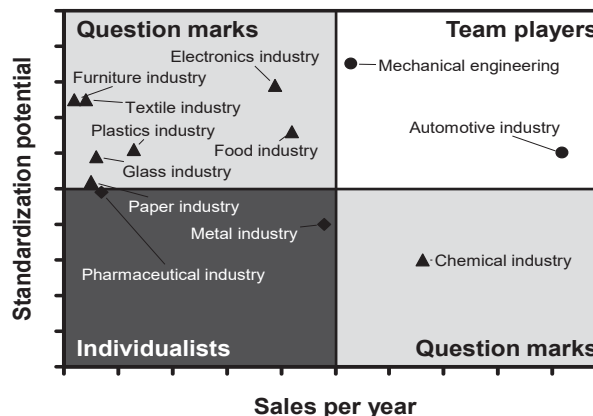 Question marks
Team players
Electronics industry
Mechanical engineering
Furniture industry
Textile industry
Plastics industry
Automotive industry
Food industry
Glass industry
Paper industry
Metal industry
Pharmaceutical industry
Chemical industry
Individualists
Question marks
Standardization potential
Sales per year